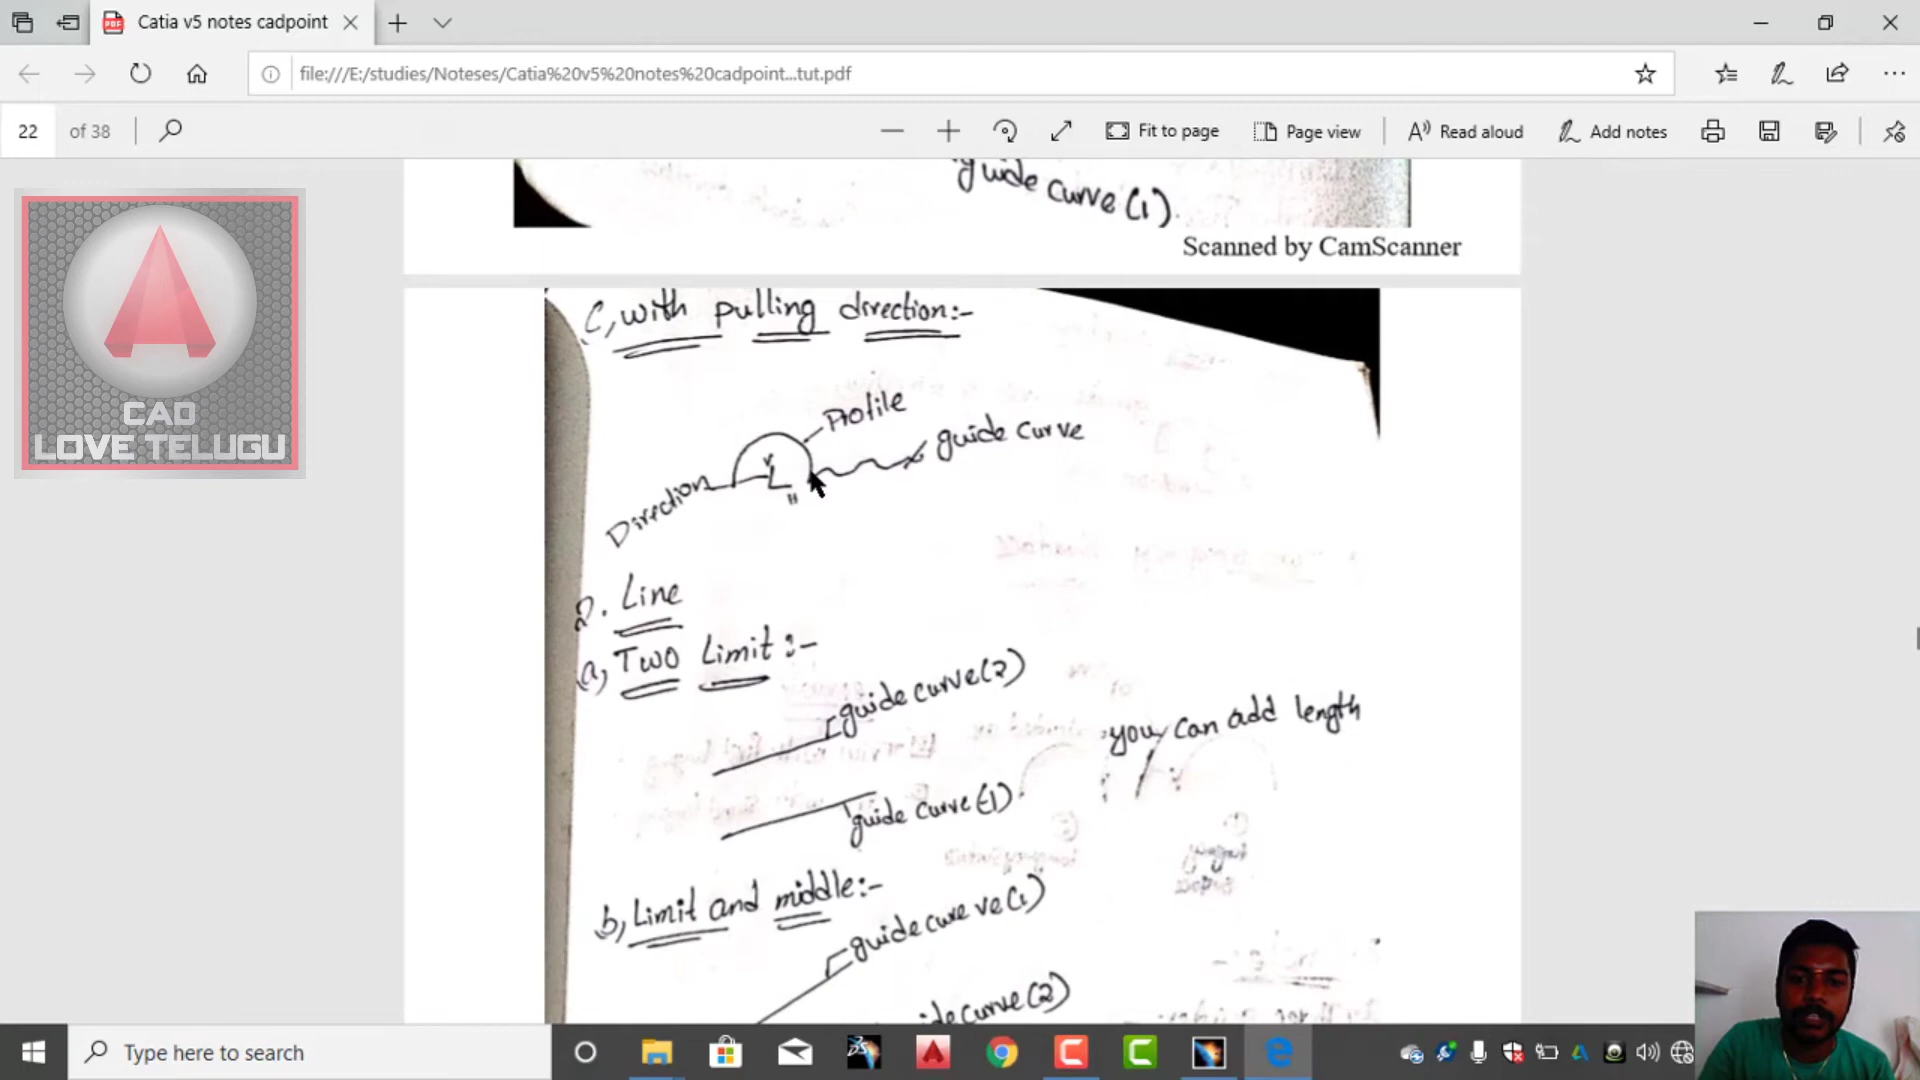 Catia v5 notes cadpoint
file:///E:/studies/Noteses/Catia%20v5%20notes%20cadpoint...tut.pdf
22 of 38
Fit to page
Page view
Read aloud
Add notes
guide curve (1).
Scanned by CamScanner
C, with pulling direction:-
Profile
guide curve
V
H
Direction
2. Line
a, Two Limit:-
guide curve (2)
you can add length
guide curve (1)
b, Limit and middle:-
guide cure ve (1)
guide curve (2)
CAD
LOVE TELUGU
Type here to search